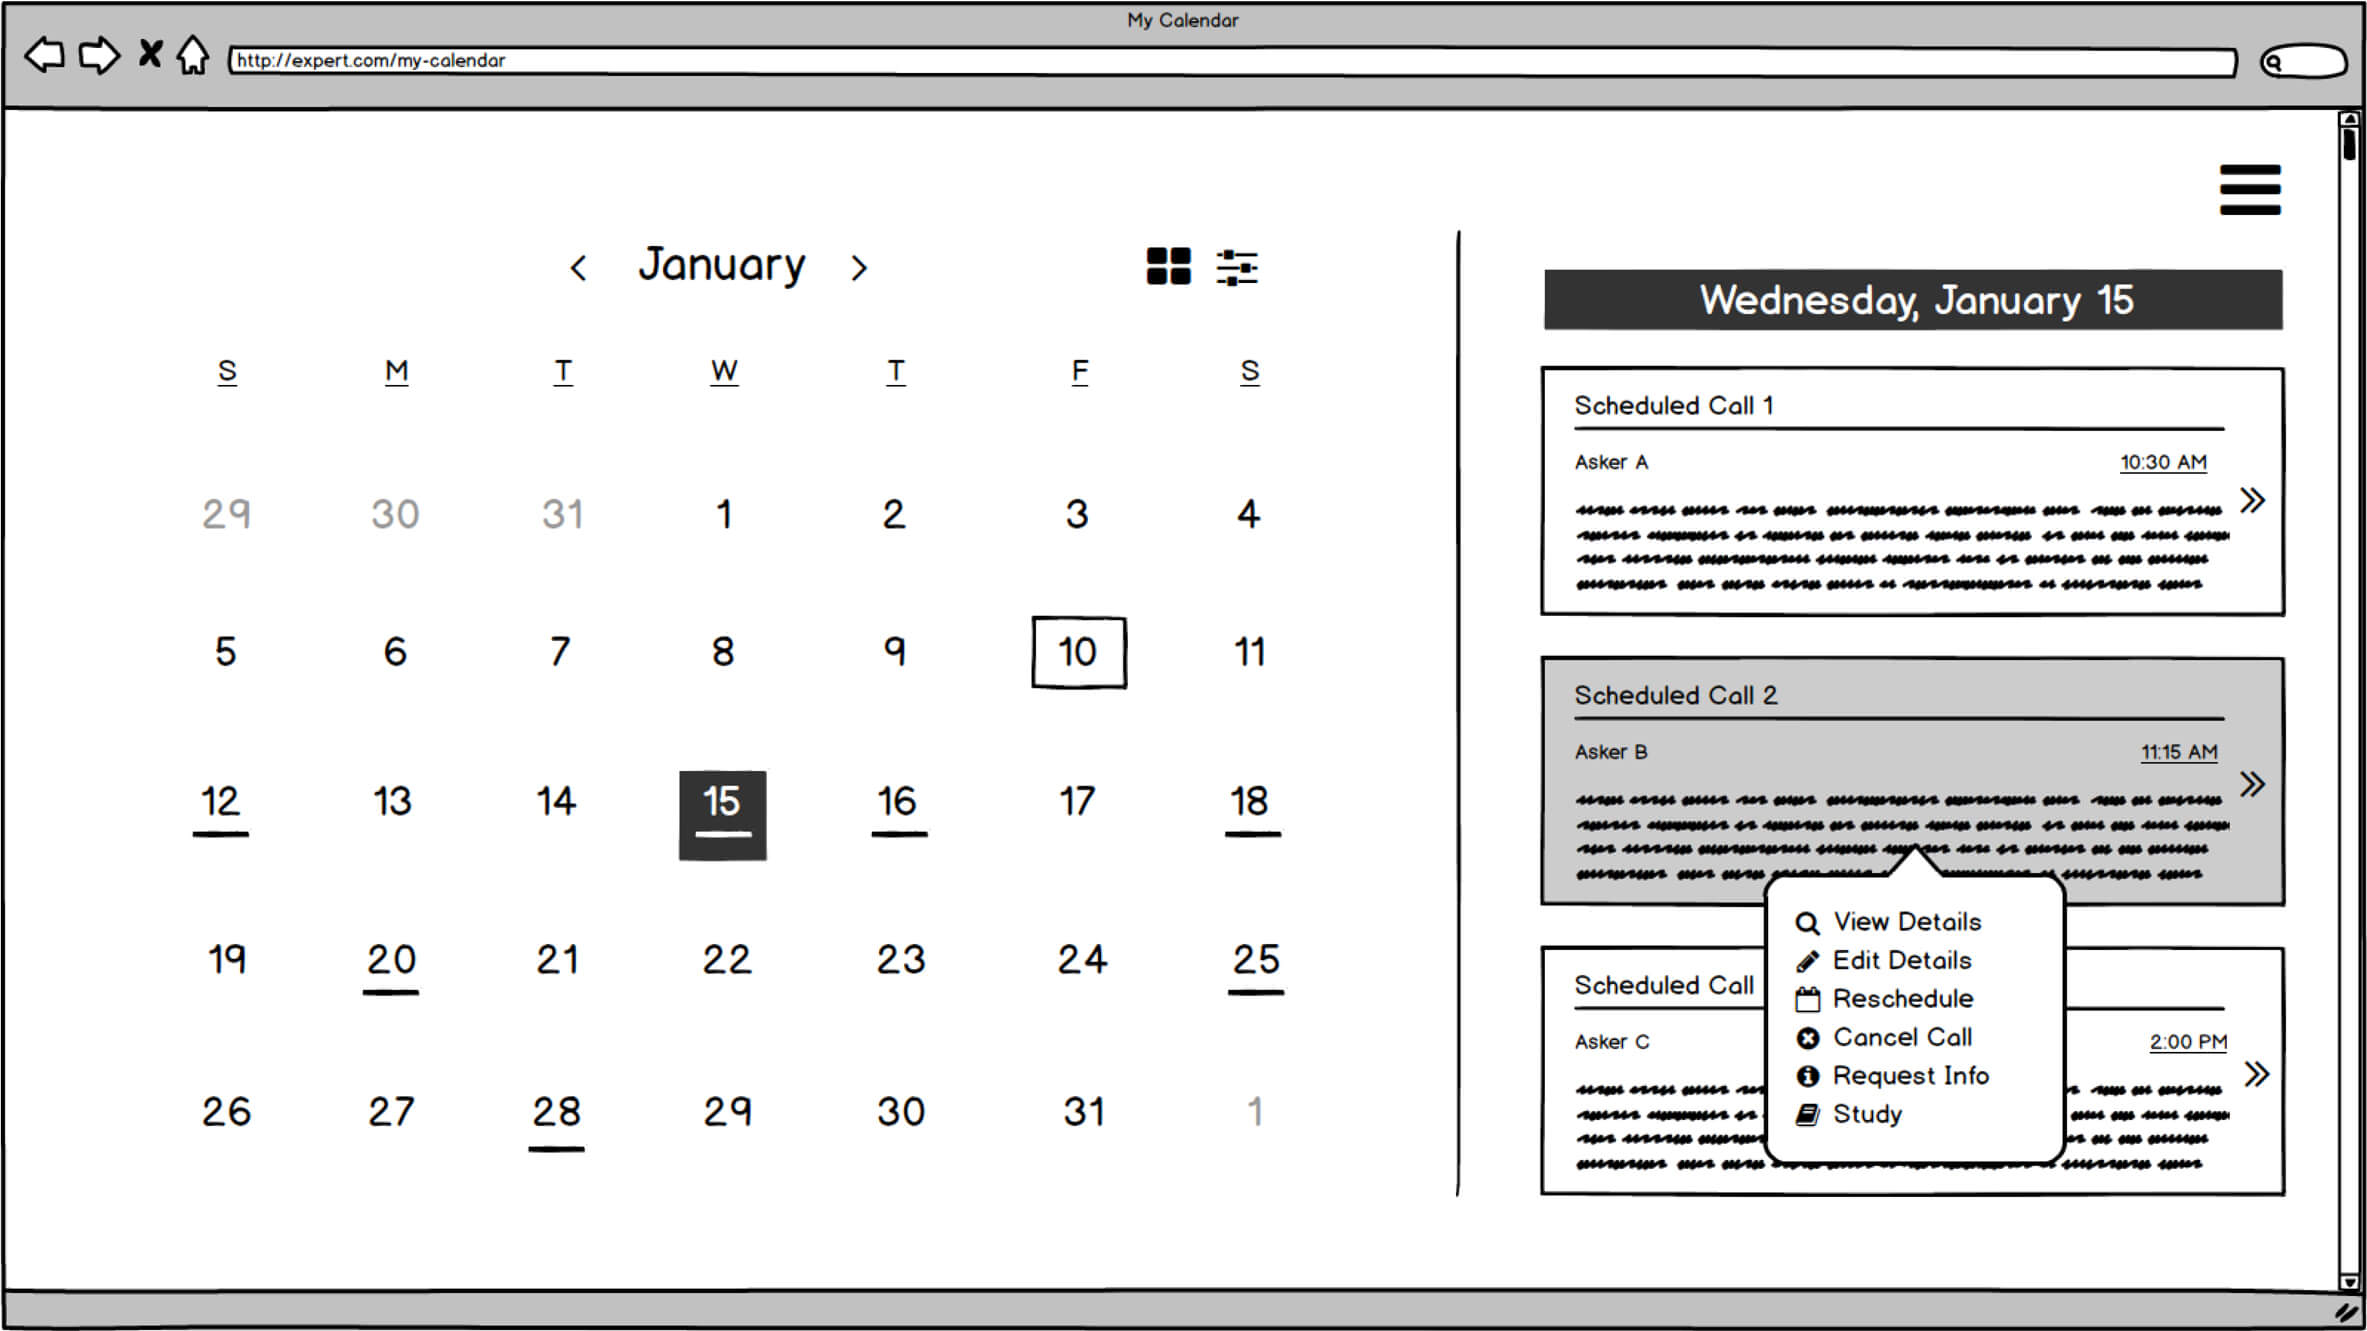 My Calendar
http://expert.com/my-calendar
January
S M T W T F S
29 30 31 1 2 3 4
5 6 7 8 9 10 11
12 13 14 15 16 17 18
19 20 21 22 23 24 25
26 27 28 29 30 31 1
Wednesday, January 15
Scheduled Call 1
Asker A 10:30 AM
Scheduled Call 2
Asker B 11:15 AM
View Details
Edit Details
Reschedule
Cancel Call
Request Info
Study
Scheduled Call
Asker C 2:00 PM